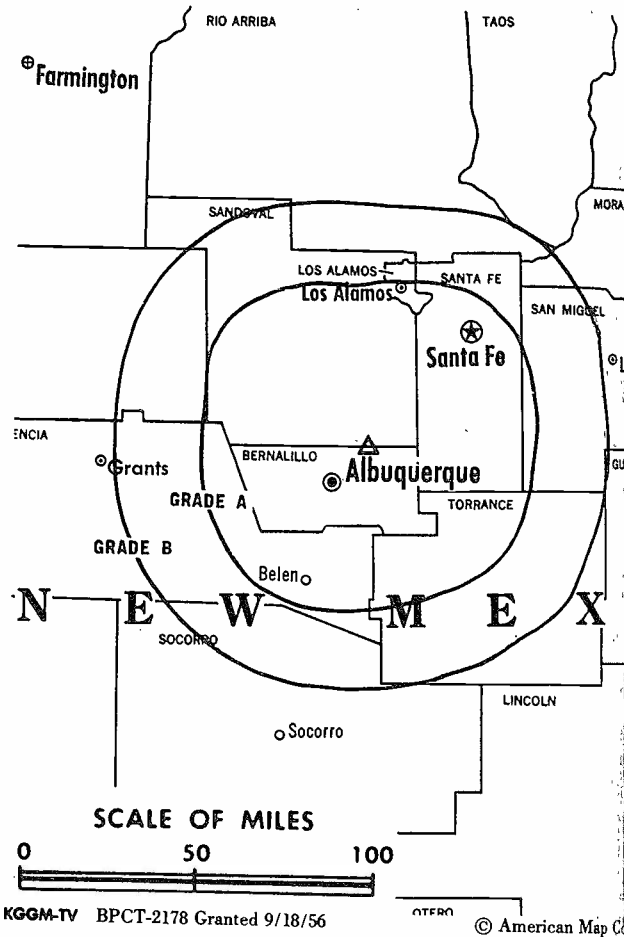 RIO ARRIBA
TAOS
Farmington
SANDOVAL
LOS ALAMOS
SANTA FE
Los Alamos
SAN MIGUEL
Santa Fe
BERNALILLO
Albuquerque
Grants
GRADE A
TORRANCE
GRADE B
Belen
N E W M E X
SOCORRO
LINCOLN
Socorro
SCALE OF MILES
0 50 100
KGGM-TV BPCT-2178 Granted 9/18/56
OTERO
© American Map